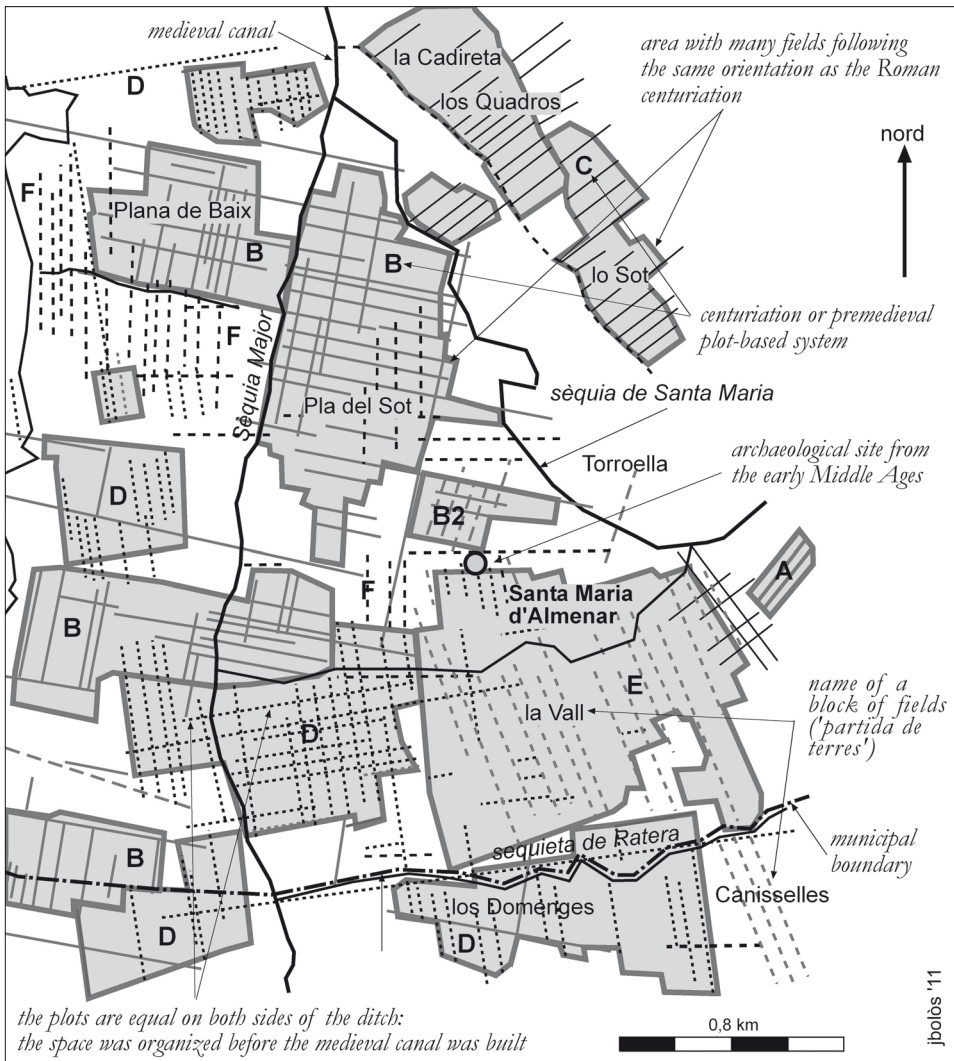 medieval canal
la Cadireta
area with many fields following
the same orientation as the Roman
centuriation
D
los Quadros
nord
C
F
Plana de Baix
B
B
lo Sot
centuriation or premedieval
plot-based system
F
Sèquia Major
Pla del Sot
sèquia de Santa Maria
Torroella
archaeological site from
the early Middle Ages
D
B2
A
F
Santa Maria
d'Almenar
B
E
name of a
block of fields
('partida de
terres')
la Vall
D
sequieta de Ratera
municipal
boundary
B
Canisselles
los Domenges
D
D
the plots are equal on both sides of the ditch:
the space was organized before the medieval canal was built
0,8 km
jbolòs '11